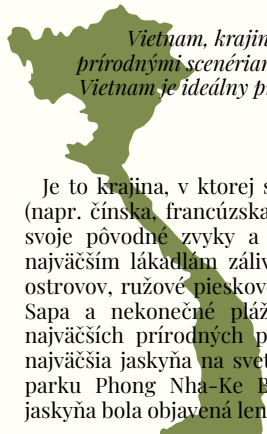 Vietnam, krajin
prírodnými scenérian
Vietnam je ideálny p
Je to krajina, v ktorej s
(napr. čínska, francúzska
svoje pôvodné zvyky a
najväčším lákadlám záliv
ostrovov, ružové pieskov
Sapa a nekonečné pláž
najväčších prírodných p
najväčšia jaskyňa na svet
parku Phong Nha-Ke B
jaskyňa bola objavená len